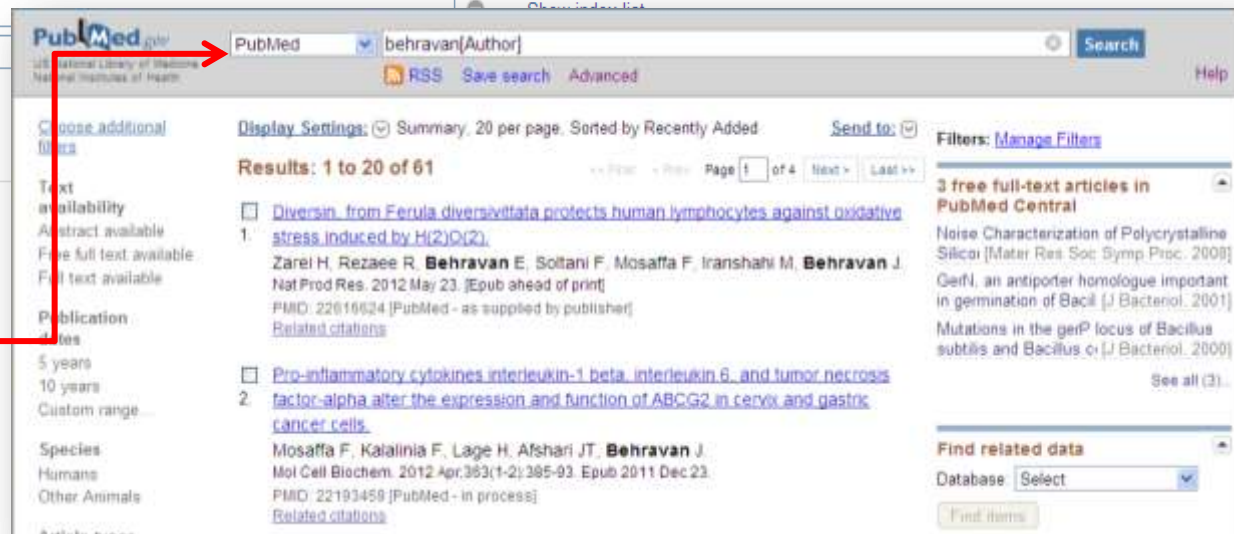 Show index list
PubMed.gov
PubMed behravan[Author] Search
US National Library of Medicine
National Institutes of Health
RSS Save search Advanced Help
Choose additional
filters
Text
availability
Abstract available
Free full text available
Full text available
Publication
dates
5 years
10 years
Custom range...
Species
Humans
Other Animals
Display Settings: Summary, 20 per page, Sorted by Recently Added Send to:
Results: 1 to 20 of 61 << First < Prev Page 1 of 4 Next > Last >>
Diversin, from Ferula diversivittata protects human lymphocytes against oxidative
1. stress induced by H(2)O(2).
Zarei H, Rezaee R, Behravan E, Soltani F, Mosaffa F, Iranshahi M, Behravan J.
Nat Prod Res. 2012 May 23. [Epub ahead of print]
PMID: 22616624 [PubMed - as supplied by publisher]
Related citations
Pro-inflammatory cytokines interleukin-1 beta, interleukin 6, and tumor necrosis
2. factor-alpha alter the expression and function of ABCG2 in cervix and gastric
cancer cells.
Mosaffa F, Kalalinia F, Lage H, Afshari JT, Behravan J.
Mol Cell Biochem. 2012 Apr;363(1-2):385-93. Epub 2011 Dec 23.
PMID: 22193459 [PubMed - in process]
Related citations
Filters: Manage Filters
3 free full-text articles in
PubMed Central
Noise Characterization of Polycrystalline
Silicon [Mater Res Soc Symp Proc. 2008]
GerN, an antiporter homologue important
in germination of Bacil [J Bacteriol. 2001]
Mutations in the gerP locus of Bacillus
subtilis and Bacillus c [J Bacteriol. 2000]
See all (3)...
Find related data
Database: Select
Find items